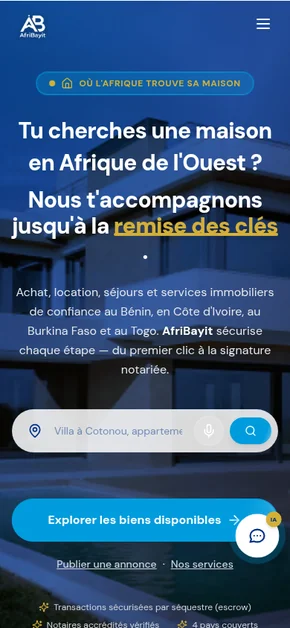 AB
AfriBayit
OÙ L'AFRIQUE TROUVE SA MAISON
Tu cherches une maison
en Afrique de l'Ouest ?
Nous t'accompagnons
jusqu'à la remise des clés
.
Achat, location, séjours et services immobiliers
de confiance au Bénin, en Côte d'Ivoire, au
Burkina Faso et au Togo. AfriBayit sécurise
chaque étape — du premier clic à la signature
notariée.
Villa à Cotonou, apparteme
Explorer les biens disponibles →
IA
Publier une annonce · Nos services
Transactions sécurisées par séquestre (escrow)
Notaires accrédités vérifiés 4 pays couverts